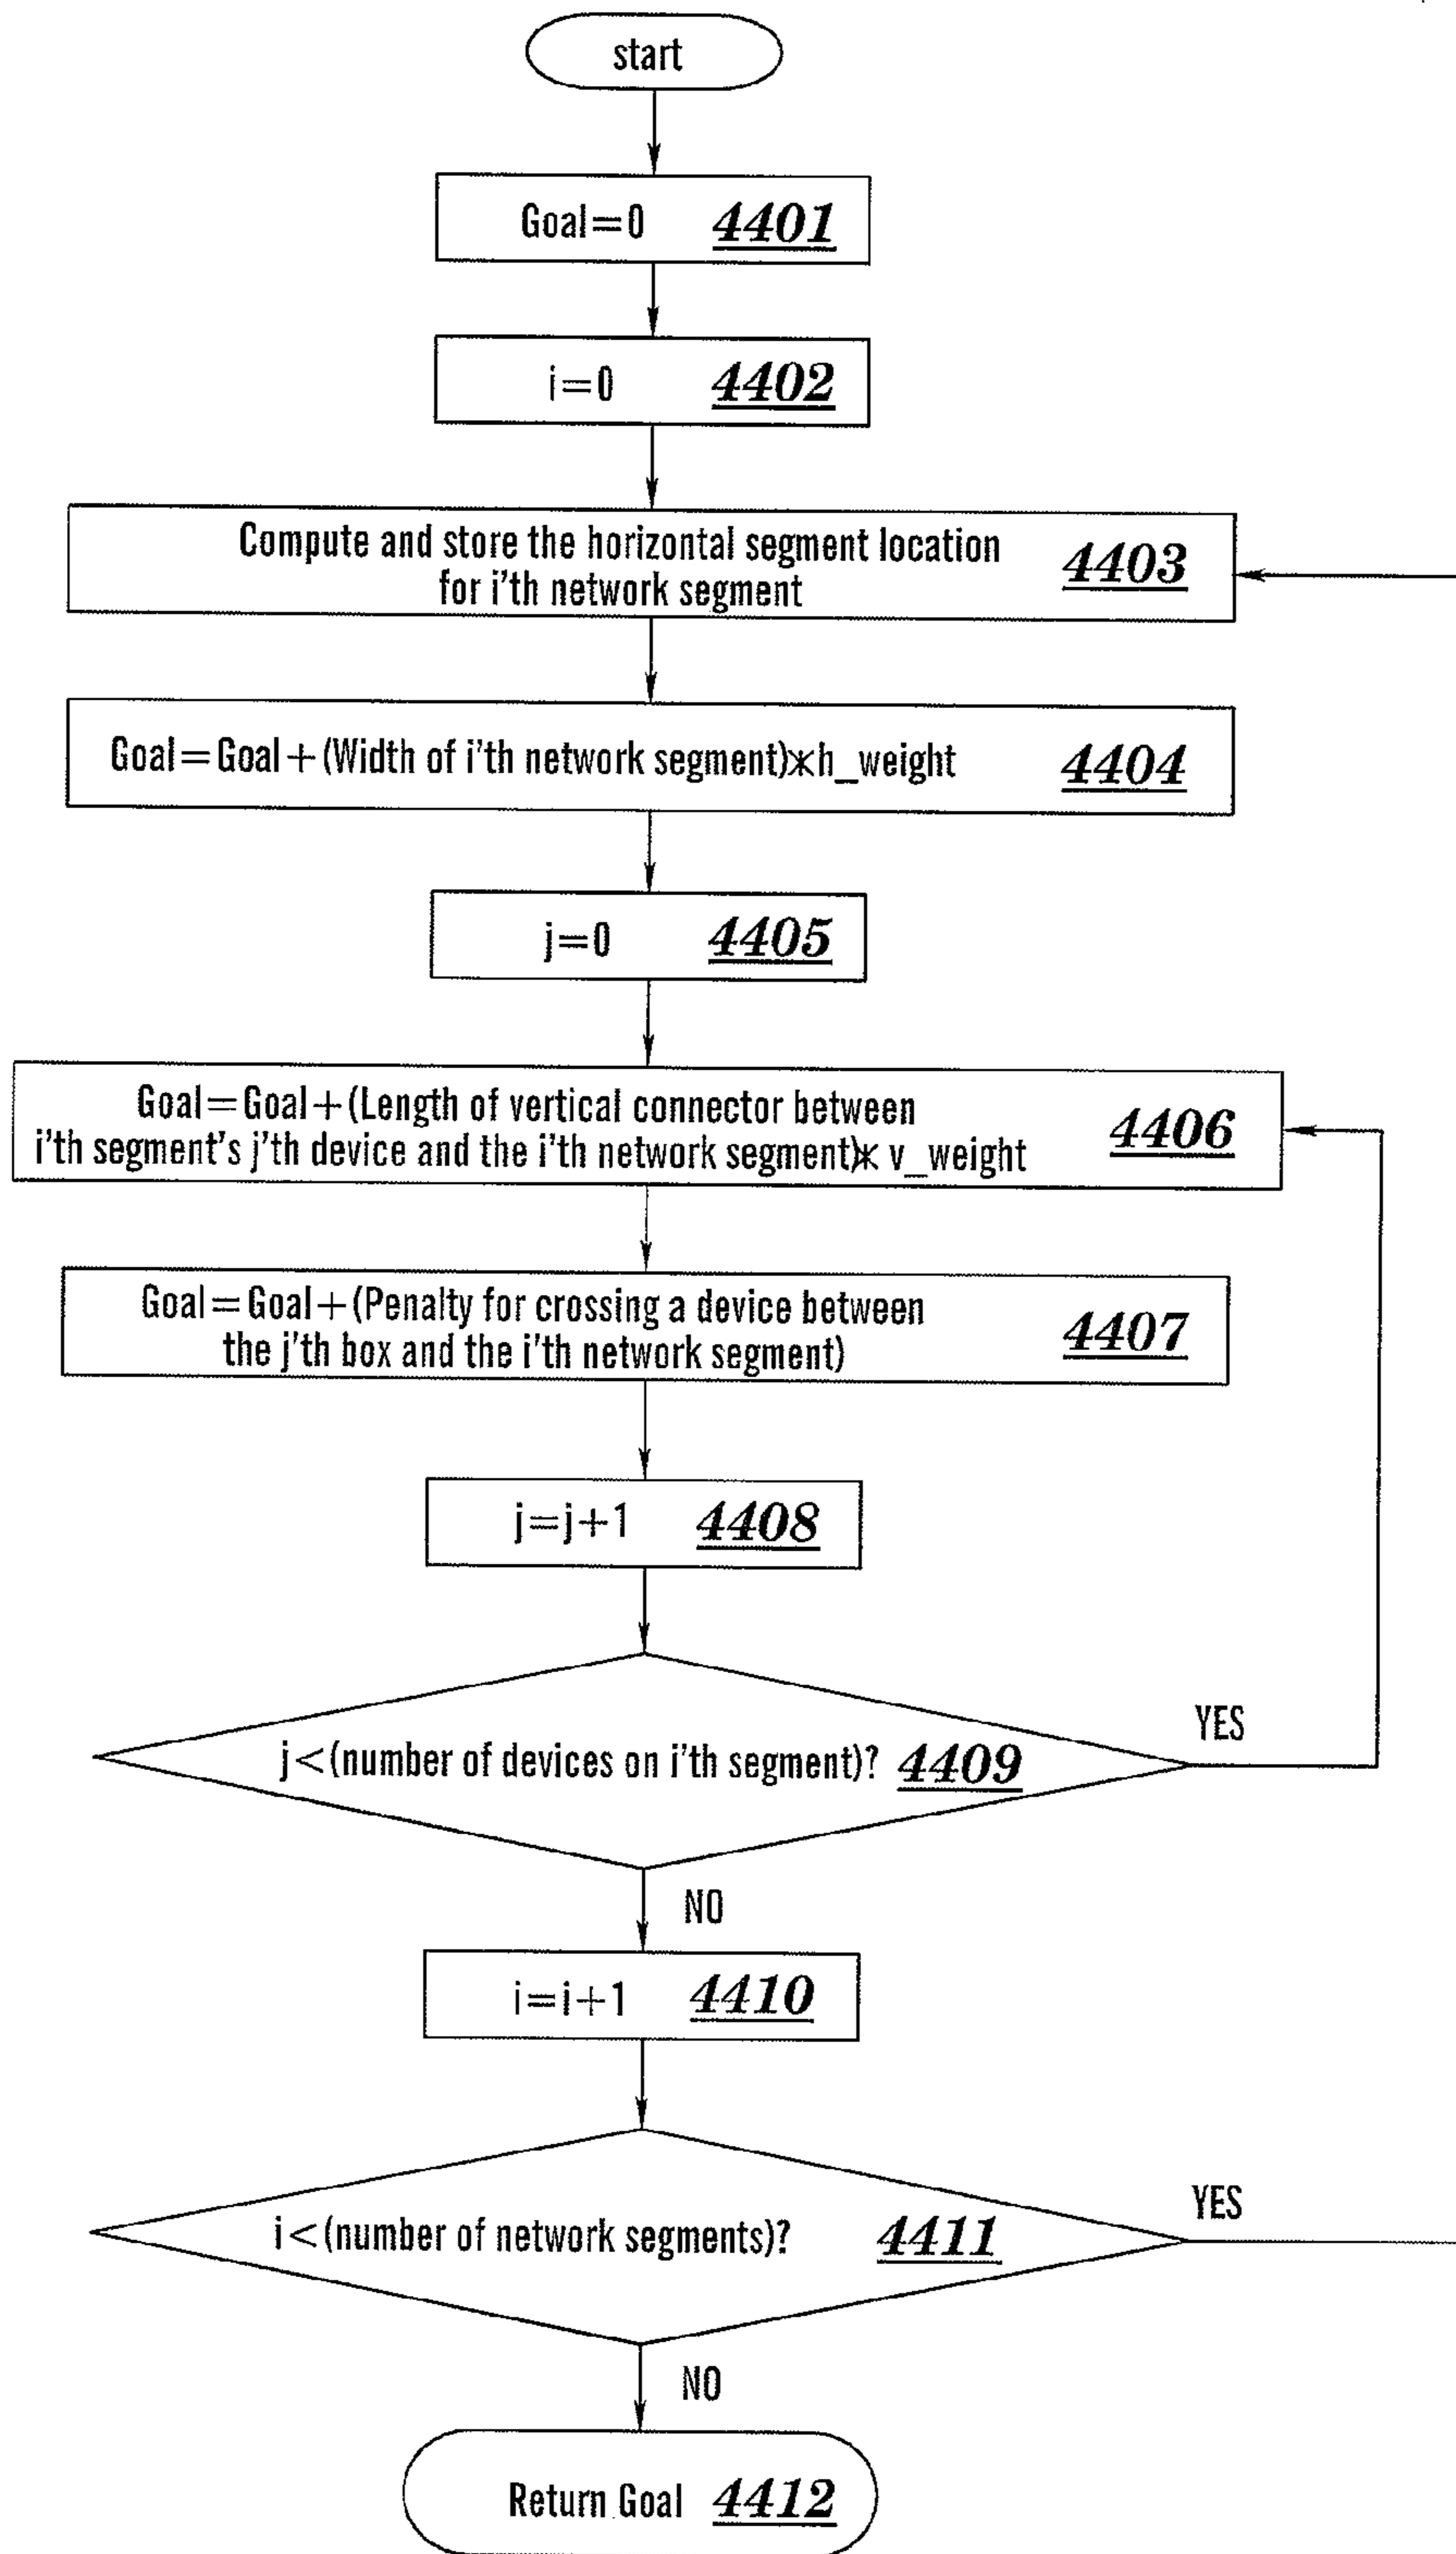 start
Goal=0 4401
i=0 4402
Compute and store the horizontal segment location
for i'th network segment 4403
Goal=Goal+(Width of i'th network segment)*h_weight 4404
j=0 4405
Goal=Goal+(Length of vertical connector between
i'th segment's j'th device and the i'th network segment)* v_weight 4406
Goal=Goal+(Penalty for crossing a device between
the j'th box and the i'th network segment) 4407
j=j+1 4408
j<(number of devices on i'th segment)? 4409
YES
NO
i=i+1 4410
i<(number of network segments)? 4411
YES
NO
Return Goal 4412